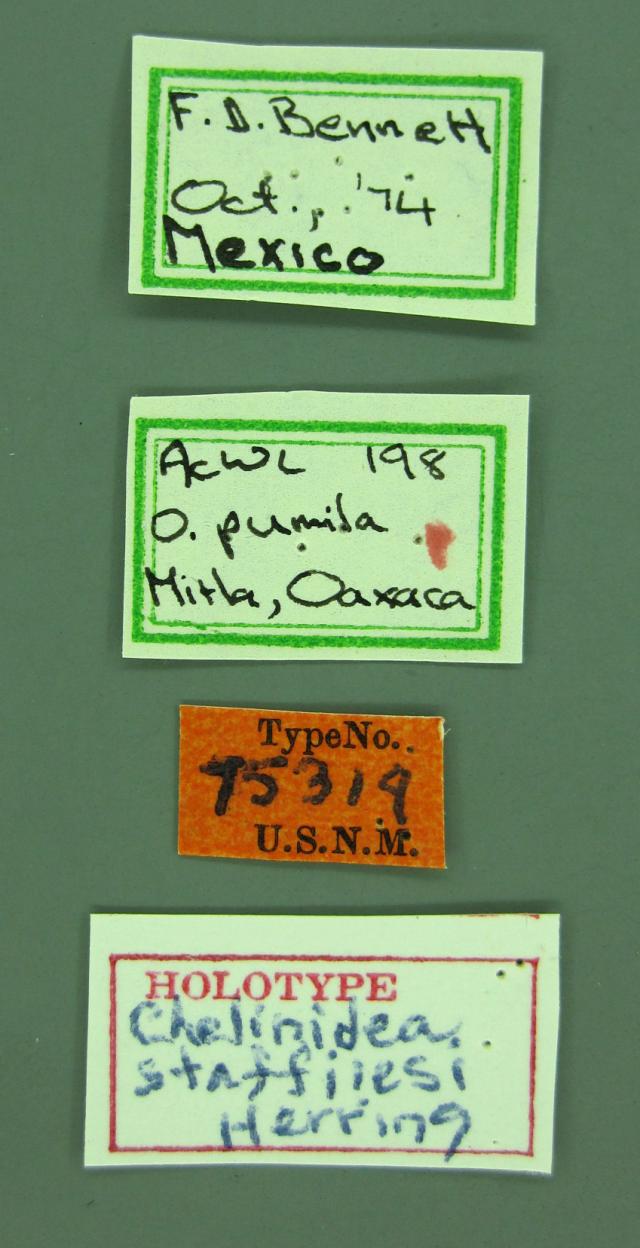 F. D. Bennett
Oct., '74
Mexico
AcWL 198
O. pumila
Mitla, Oaxaca
TypeNo..
75319
U.S.N.M.
HOLOTYPE
Chelinidea
staffilesi
Herring